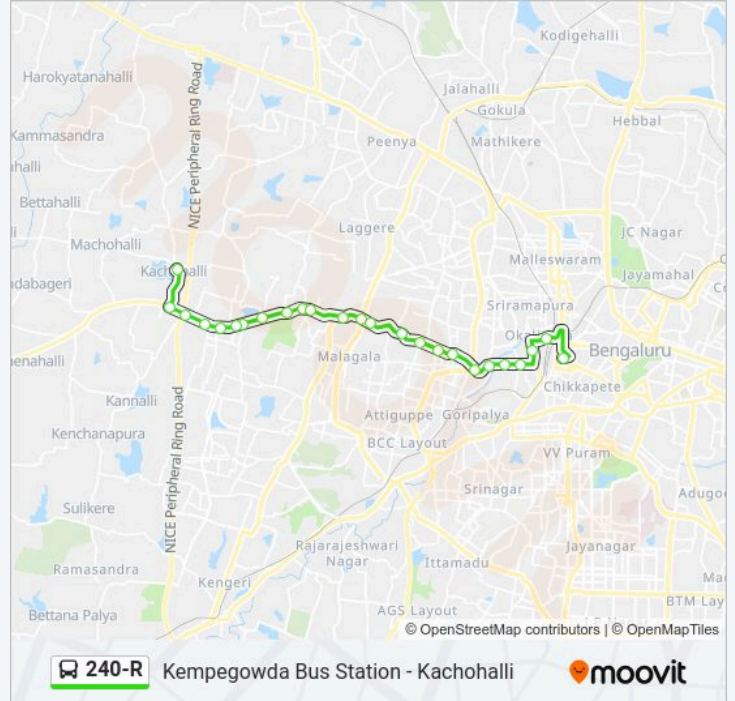 Kodigehalli
Harokyatanahalli
Jalahalli
Gokula
Hebbal
NICE Peripheral Ring Road
Kammasandra
Peenya
Mathikere
halli
Bettahalli
Laggere
JC Nagar
Machohalli
Malleswaram
Kach
halli
Jayamahal
dabageri
Sriramapura
Okali
Bengaluru
Malagala
enahalli
Chikkapete
Kannalli
Attiguppe
Goripalya
Kenchanapura
BCC Layout
VV Puram
NICE Peripheral Ring Road
Srinagar
Adugo
Sulikere
Rajarajeshwari
Nagar
Jayanagar
Ittamadu
Ramasandra
Kengeri
Ma
BTM Lay
Bettana Palya
AGS Layout
© OpenStreetMap contributors | © OpenMapTiles
240-R
Kempegowda Bus Station - Kachohalli
moovit